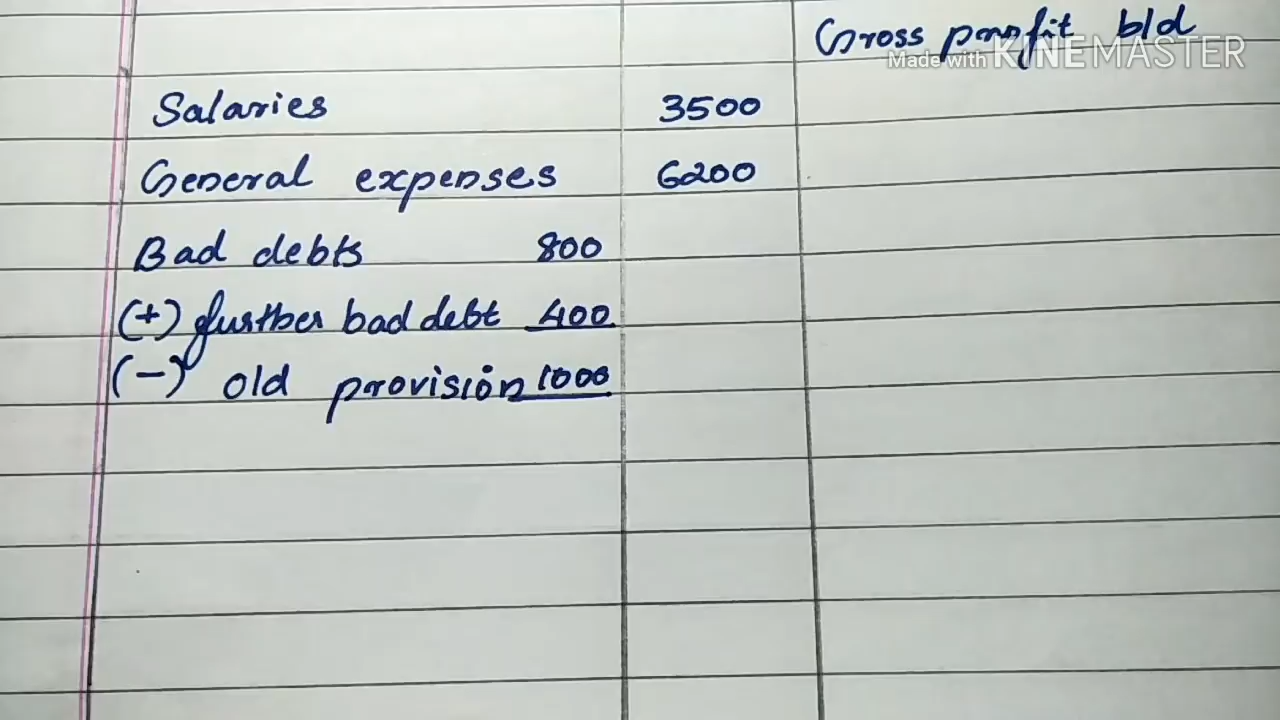 Gross profit b/d
Made with KINEMASTER
Salaries 3500
General expenses 6200
Bad debts 800
(+) further bad debt 400
(-) old provision 1000